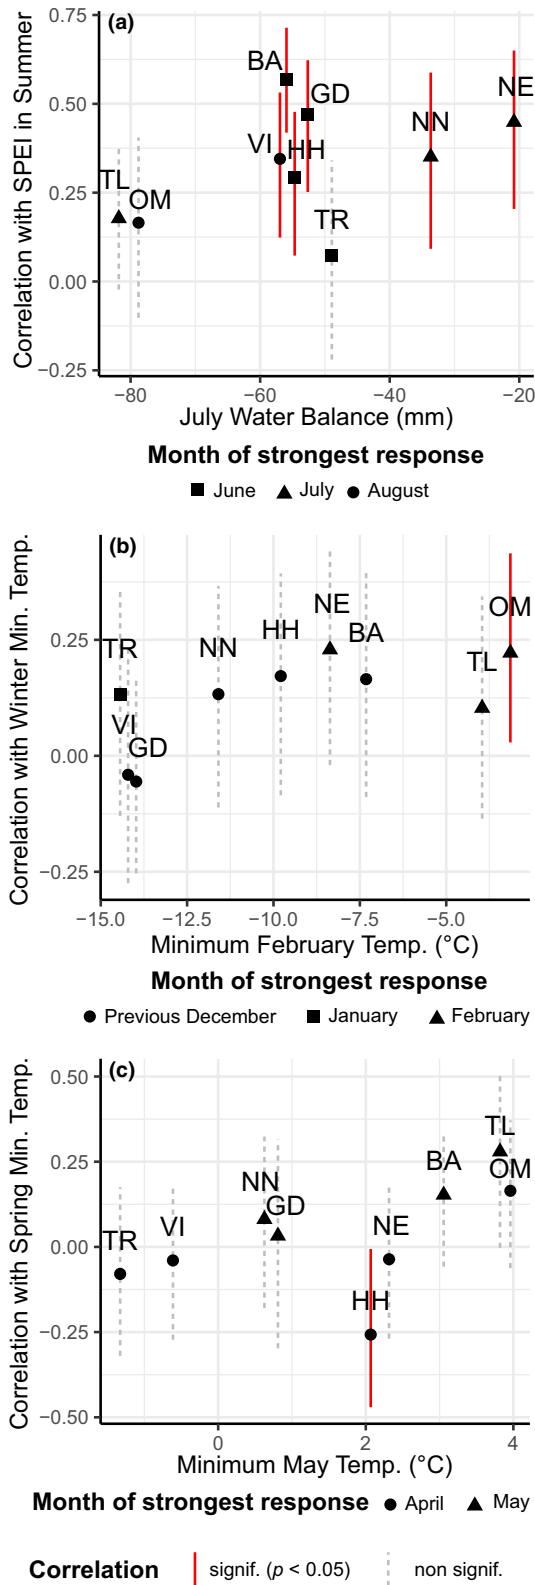 (a)
Correlation with SPEI in Summer
0.75
0.50
0.25
0.00
−0.25
BA
GD
NE
NN
VI
HH
TL
OM
TR
−80 −60 −40 −20
July Water Balance (mm)
Month of strongest response
June July August
(b)
Correlation with Winter Min. Temp.
0.25
0.00
−0.25
OM
NE
HH
BA
TR
NN
TL
VI
GD
−15.0 −12.5 −10.0 −7.5 −5.0
Minimum February Temp. (°C)
Month of strongest response
Previous December January February
(c)
Correlation with Spring Min. Temp.
0.50
0.25
0.00
−0.25
−0.50
TL
BA
OM
NN
GD
TR
VI
NE
HH
0 2 4
Minimum May Temp. (°C)
Month of strongest response April May
Correlation signif. (p < 0.05) non signif.